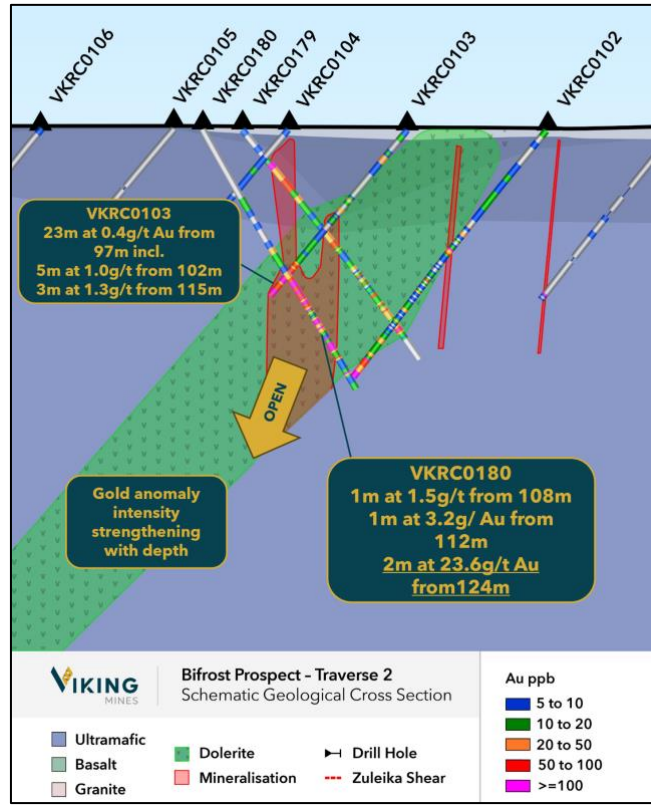 VKRC0106
VKRC0105
VKRC0180
VKRC0179
VKRC0104
VKRC0103
VKRC0102
VKRC0103
23m at 0.4g/t Au from
97m incl.
5m at 1.0g/t from 102m
3m at 1.3g/t from 115m
OPEN
Gold anomaly
intensity
strengthening
with depth
VKRC0180
1m at 1.5g/t from 108m
1m at 3.2g/ Au from
112m
2m at 23.6g/t Au
from124m
VIKING
MINES
Bifrost Prospect - Traverse 2
Schematic Geological Cross Section
Ultramafic
Basalt
Granite
Dolerite
Mineralisation
Drill Hole
Zuleika Shear
Au ppb
5 to 10
10 to 20
20 to 50
50 to 100
>=100